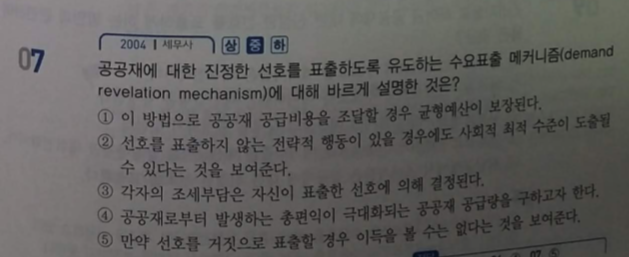 07
2004 | 세무사 상 중 하
공공재에 대한 진정한 선호를 표출하도록 유도하는 수요표출 메커니즘(demand
revelation mechanism)에 대해 바르게 설명한 것은?
① 이 방법으로 공공재 공급비용을 조달할 경우 균형예산이 보장된다.
② 선호를 표출하지 않는 전략적 행동이 있을 경우에도 사회적 최적 수준이 도출될
수 있다는 것을 보여준다.
③ 각자의 조세부담은 자신이 표출한 선호에 의해 결정된다.
④ 공공재로부터 발생하는 총편익이 극대화되는 공공재 공급량을 구하고자 한다.
⑤ 만약 선호를 거짓으로 표출할 경우 이득을 볼 수는 없다는 것을 보여준다.